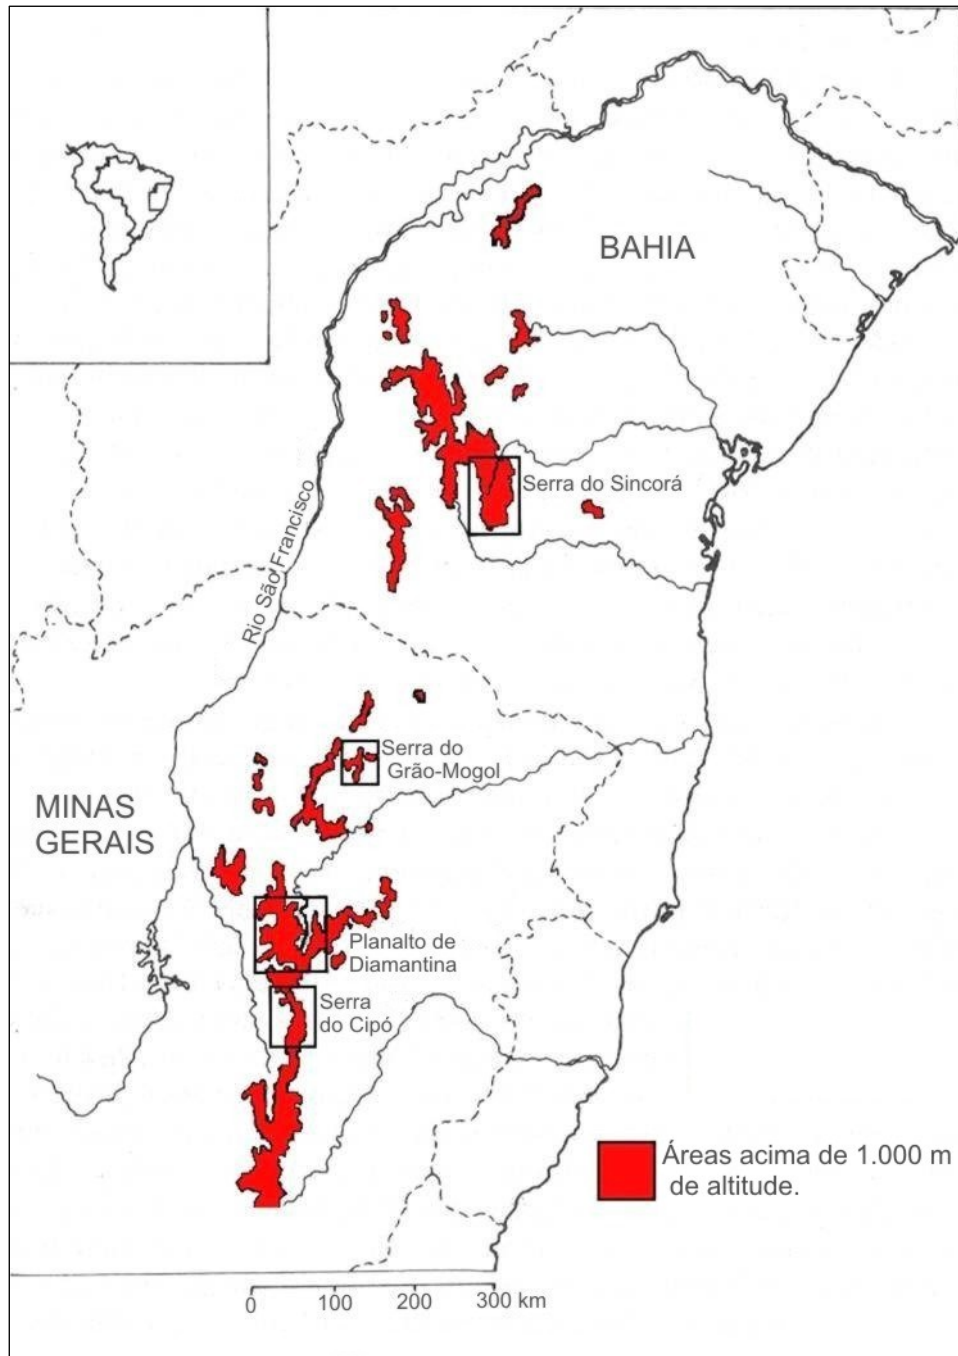 BAHIA
Serra do Sincorá
Rio São Francisco
Serra do
Grão-Mogol
MINAS
GERAIS
Planalto de
Diamantina
Serra
do Cipó
Áreas acima de 1.000 m
de altitude.
0 100 200 300 km